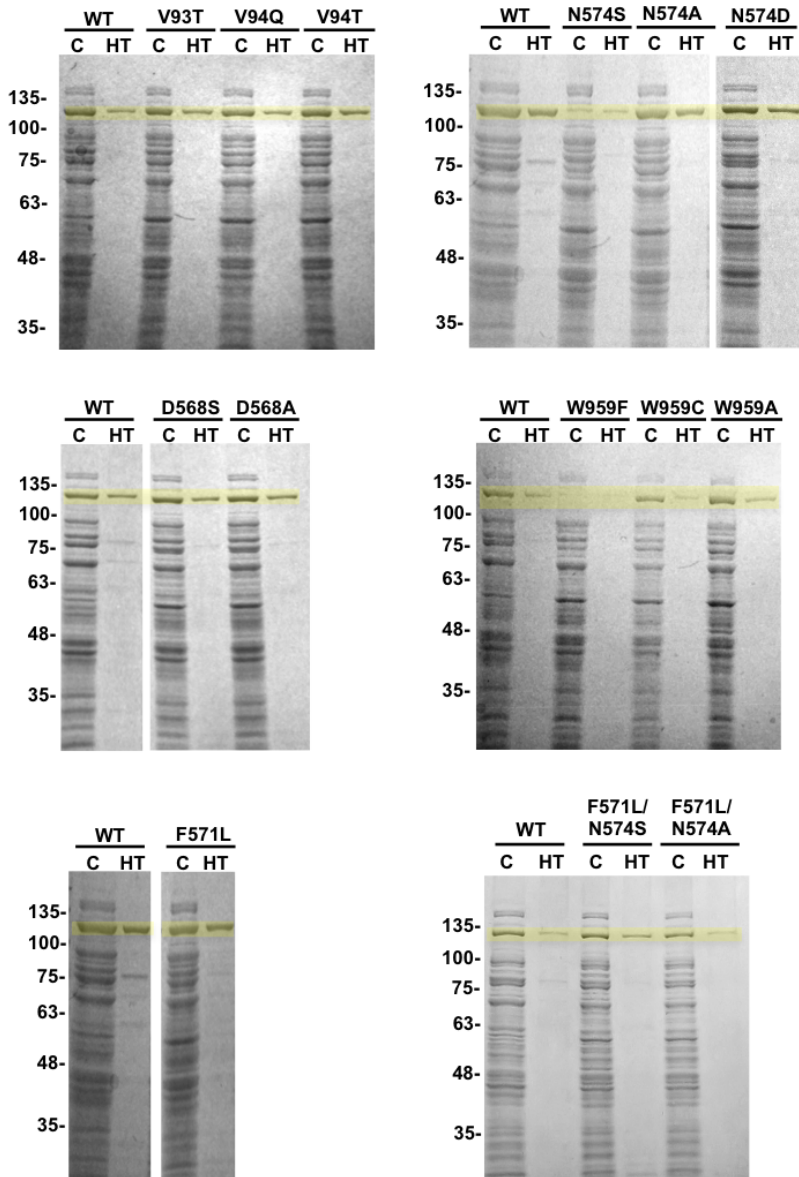 WT V93T V94Q V94T
C HT C HT C HT C HT
135-
100-
75-
63-
48-
35-
WT N574S N574A N574D
C HT C HT C HT C HT
135-
100-
75-
63-
48-
35-
WT D568S D568A
C HT C HT C HT
135-
100-
75-
63-
48-
35-
WT W959F W959C W959A
C HT C HT C HT C HT
135-
100-
75-
63-
48-
35-
WT F571L
C HT C HT
135-
100-
75-
63-
48-
35-
F571L/ F571L/
WT N574S N574A
C HT C HT C HT
135-
100-
75-
63-
48-
35-